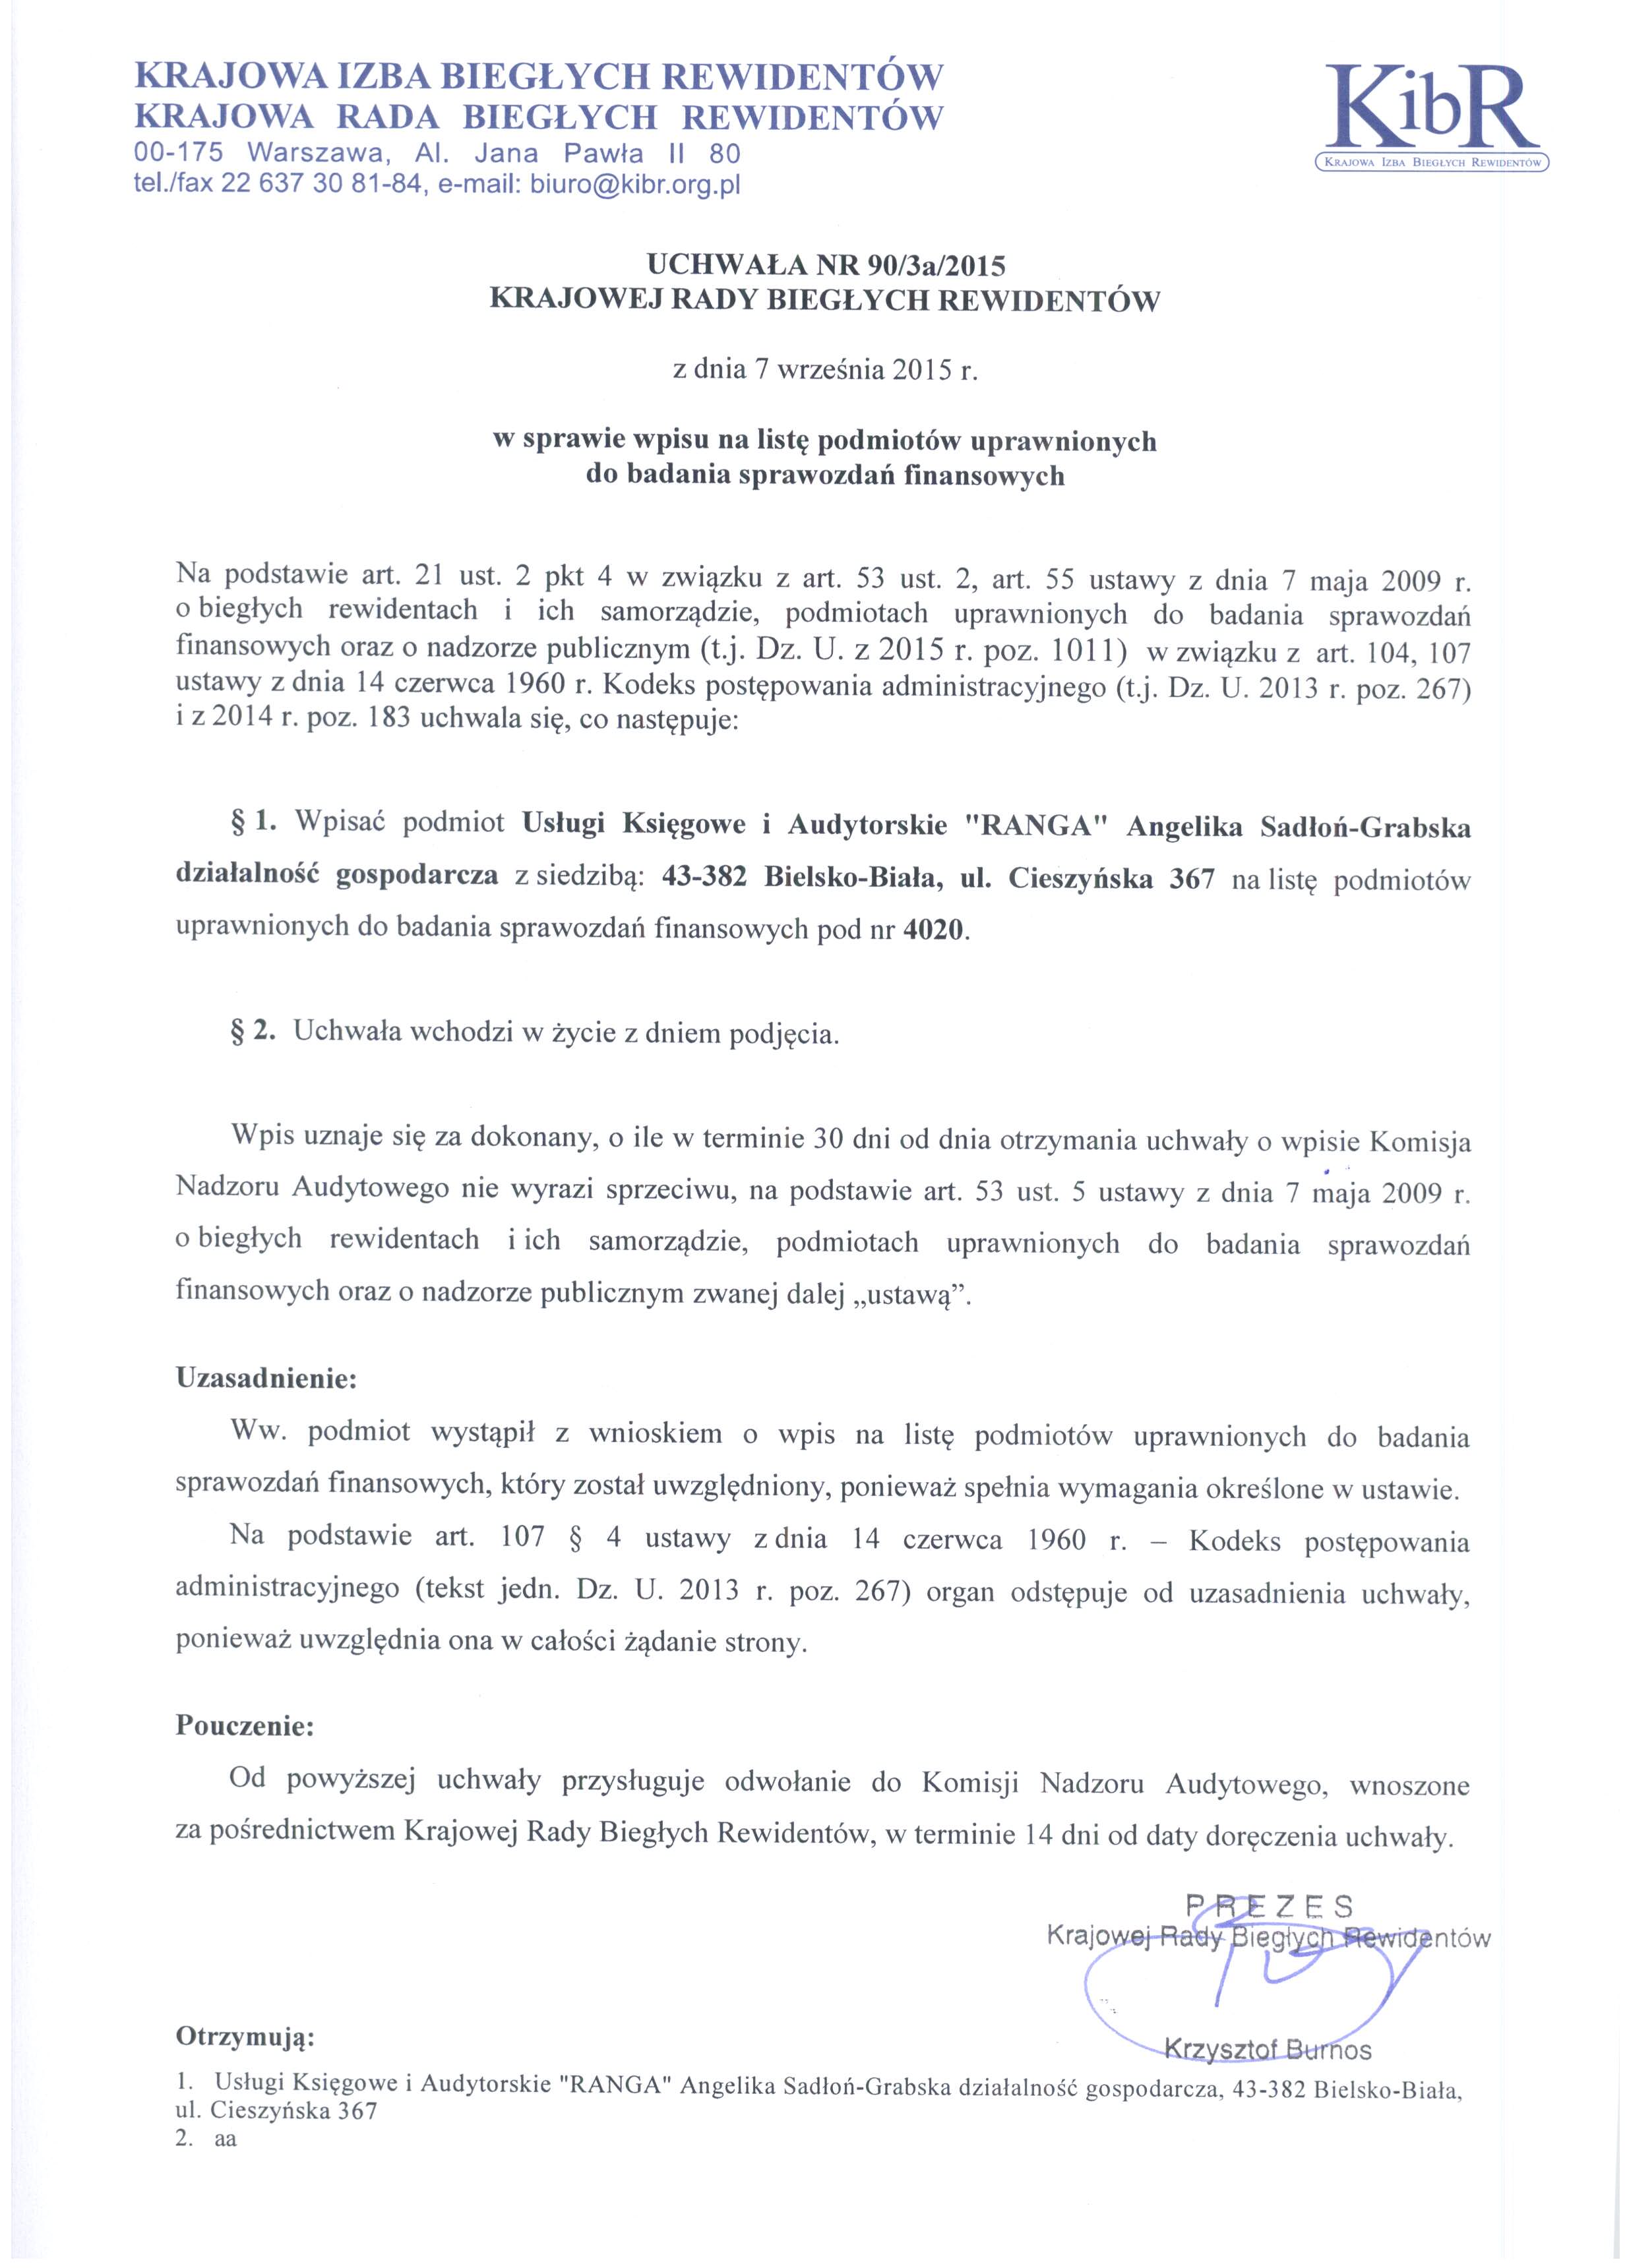 KRAJOWA IZBA BIEGŁYCH REWIDENTÓW
KRAJOWA RADA BIEGŁYCH REWIDENTÓW
00-175 Warszawa, Al. Jana Pawła II 80
tel./fax 22 637 30 81-84, e-mail: biuro@kibr.org.pl
KibR
KRAJOWA IZBA BIEGŁYCH REWIDENTÓW
UCHWAŁA NR 90/3a/2015
KRAJOWEJ RADY BIEGŁYCH REWIDENTÓW
z dnia 7 września 2015 r.
w sprawie wpisu na listę podmiotów uprawnionych
do badania sprawozdań finansowych
Na podstawie art. 21 ust. 2 pkt 4 w związku z art. 53 ust. 2, art. 55 ustawy z dnia 7 maja 2009 r.
o biegłych rewidentach i ich samorządzie, podmiotach uprawnionych do badania sprawozdań
finansowych oraz o nadzorze publicznym (t.j. Dz. U. z 2015 r. poz. 1011) w związku z art. 104, 107
ustawy z dnia 14 czerwca 1960 r. Kodeks postępowania administracyjnego (t.j. Dz. U. 2013 r. poz. 267)
i z 2014 r. poz. 183 uchwala się, co następuje:
§ 1. Wpisać podmiot Usługi Księgowe i Audytorskie "RANGA" Angelika Sadłoń-Grabska
działalność gospodarcza z siedzibą: 43-382 Bielsko-Biała, ul. Cieszyńska 367 na listę podmiotów
uprawnionych do badania sprawozdań finansowych pod nr 4020.
§ 2. Uchwała wchodzi w życie z dniem podjęcia.
Wpis uznaje się za dokonany, o ile w terminie 30 dni od dnia otrzymania uchwały o wpisie Komisja
Nadzoru Audytowego nie wyrazi sprzeciwu, na podstawie art. 53 ust. 5 ustawy z dnia 7 maja 2009 r.
o biegłych rewidentach i ich samorządzie, podmiotach uprawnionych do badania sprawozdań
finansowych oraz o nadzorze publicznym zwanej dalej „ustawą”.
Uzasadnienie:
Ww. podmiot wystąpił z wnioskiem o wpis na listę podmiotów uprawnionych do badania
sprawozdań finansowych, który został uwzględniony, ponieważ spełnia wymagania określone w ustawie.
Na podstawie art. 107 § 4 ustawy z dnia 14 czerwca 1960 r. – Kodeks postępowania
administracyjnego (tekst jedn. Dz. U. 2013 r. poz. 267) organ odstępuje od uzasadnienia uchwały,
ponieważ uwzględnia ona w całości żądanie strony.
Pouczenie:
Od powyższej uchwały przysługuje odwołanie do Komisji Nadzoru Audytowego, wnoszone
za pośrednictwem Krajowej Rady Biegłych Rewidentów, w terminie 14 dni od daty doręczenia uchwały.
PREZES
Krajowej Rady Biegłych Rewidentów
Krzysztof Burnos
Otrzymują:
1. Usługi Księgowe i Audytorskie "RANGA" Angelika Sadłoń-Grabska działalność gospodarcza, 43-382 Bielsko-Biała,
ul. Cieszyńska 367
2. aa